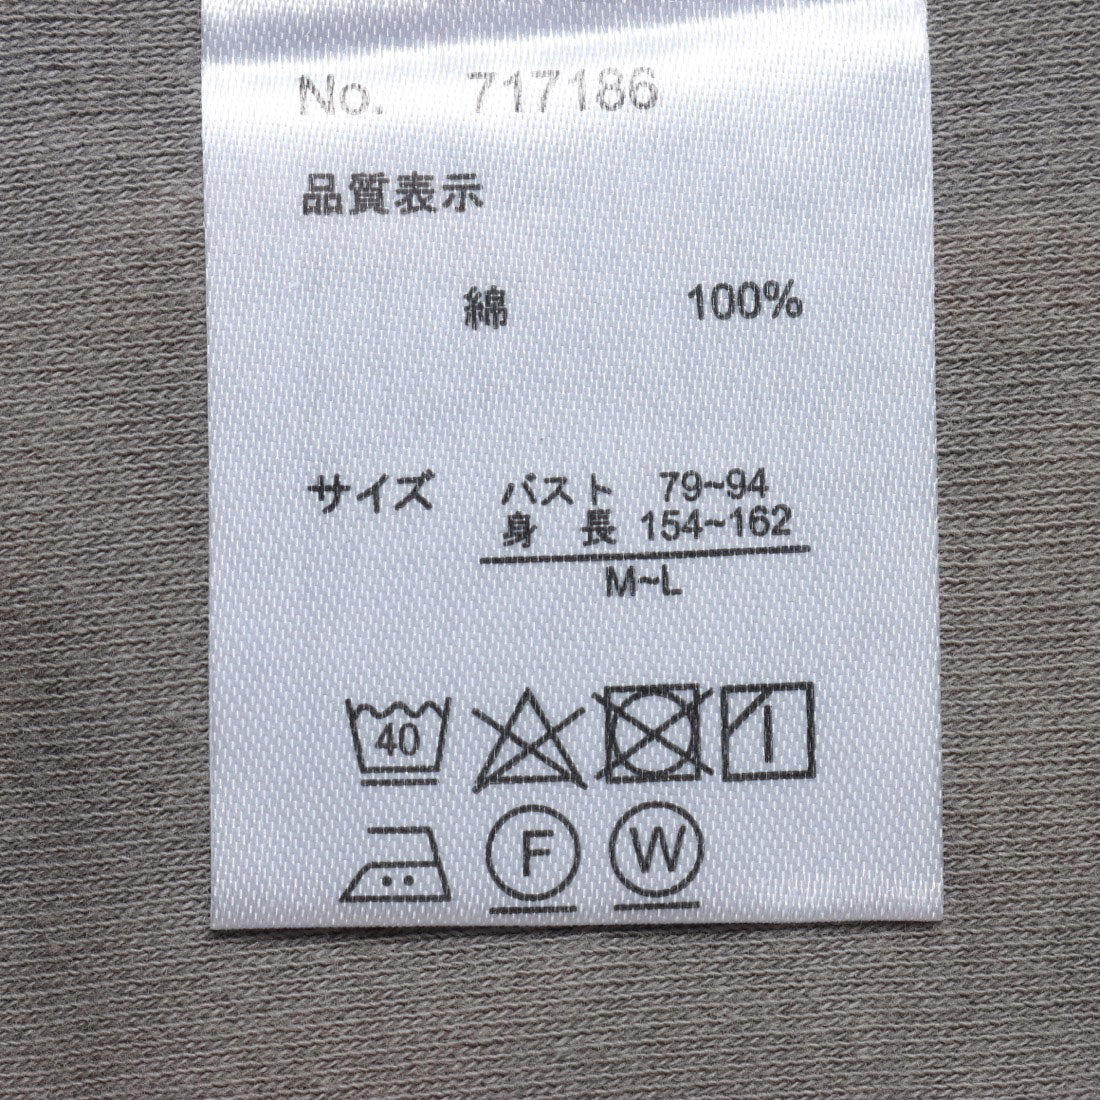 No. 717186
品質表示
綿 100%
サイズ バスト 79~94
身長 154~162
M~L
40
F W